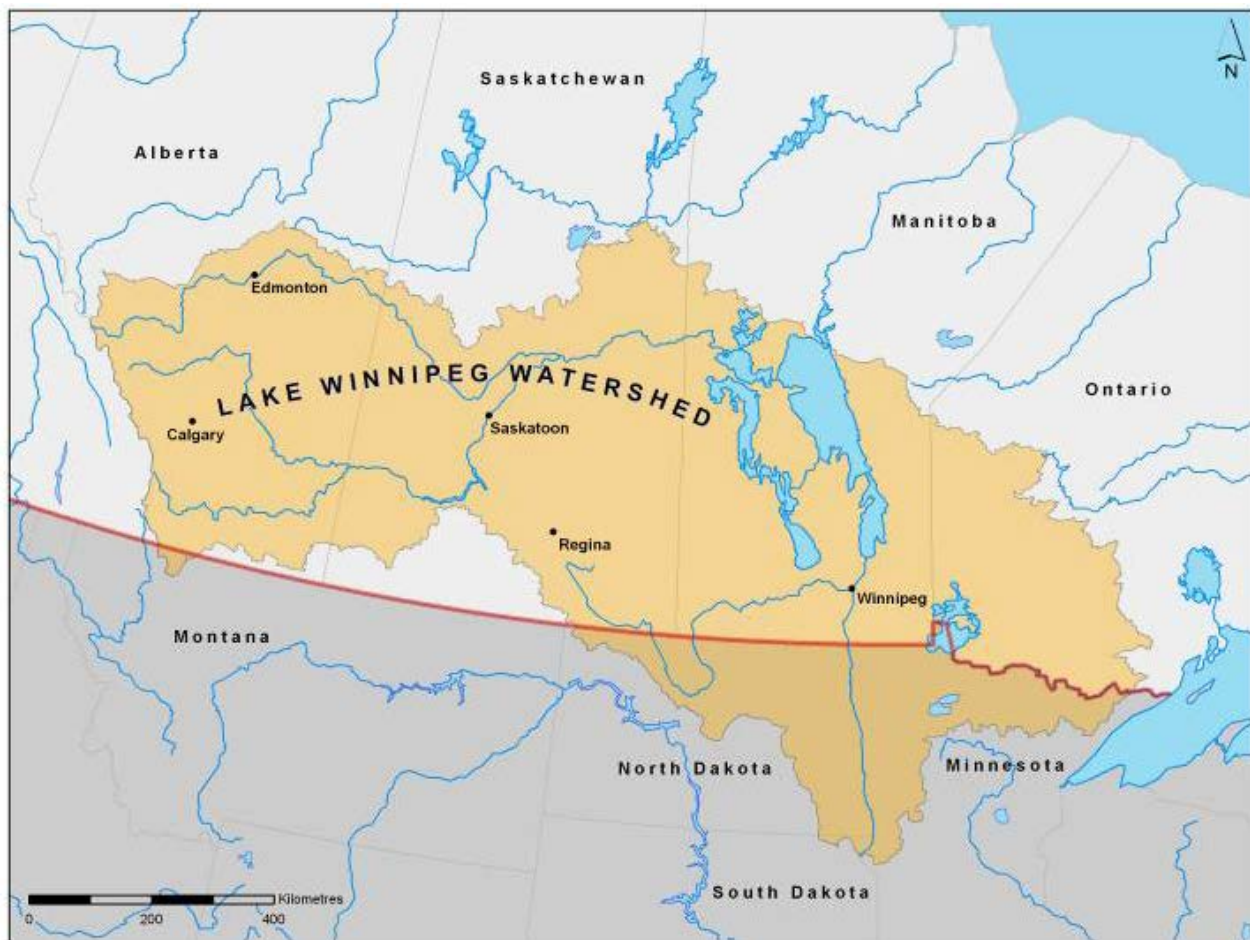 N
Saskatchewan
Alberta
Manitoba
Edmonton
LAKE WINNIPEG WATERSHED
Ontario
Calgary
Saskatoon
Regina
Winnipeg
Montana
North Dakota
Minnesota
South Dakota
Kilometres
0 200 400